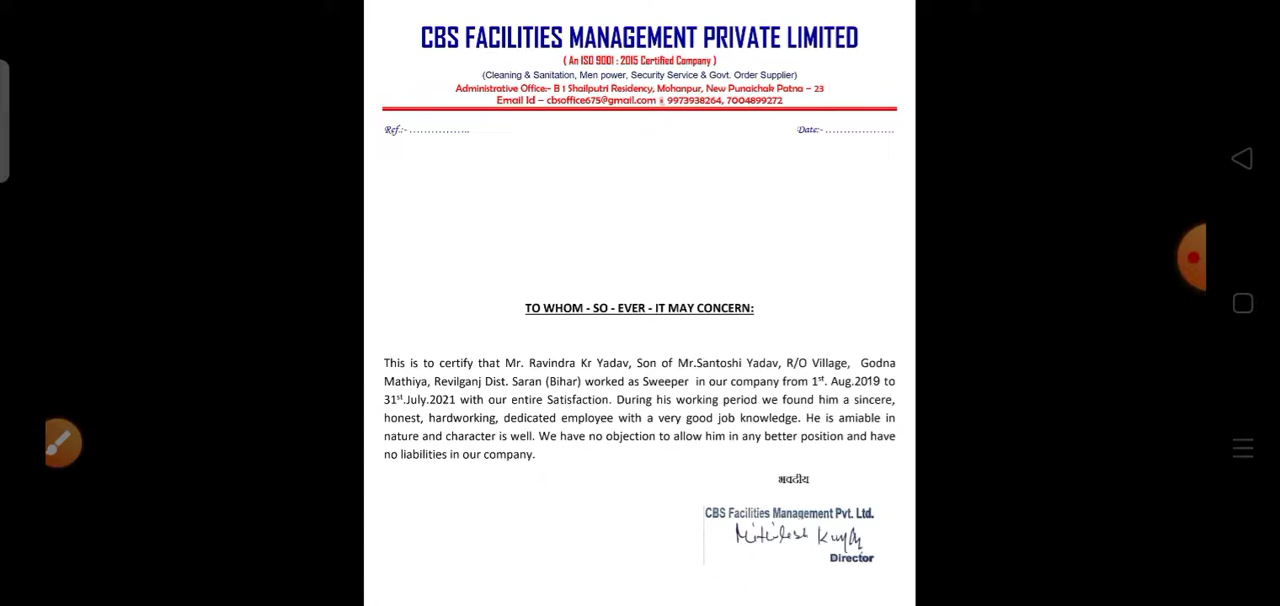 CBS FACILITIES MANAGEMENT PRIVATE LIMITED
( An ISO 9001 : 2015 Certified Company )
(Cleaning & Sanitation, Men power, Security Service & Govt. Order Supplier)
Administrative Office:- B 1 Shailputri Residency, Mohanpur, New Punaichak Patna – 23
Email Id – cbsoffice675@gmail.com 9973938264, 7004899272
Ref.:- ................
Date:- ...................
TO WHOM - SO - EVER - IT MAY CONCERN:
This is to certify that Mr. Ravindra Kr Yadav, Son of Mr.Santoshi Yadav, R/O Village, Godna
Mathiya, Revilganj Dist. Saran (Bihar) worked as Sweeper in our company from 1st. Aug.2019 to
31st.July.2021 with our entire Satisfaction. During his working period we found him a sincere,
honest, hardworking, dedicated employee with a very good job knowledge. He is amiable in
nature and character is well. We have no objection to allow him in any better position and have
no liabilities in our company.
भवदीय
CBS Facilities Management Pvt. Ltd.
Mithilesh Kumar
Director